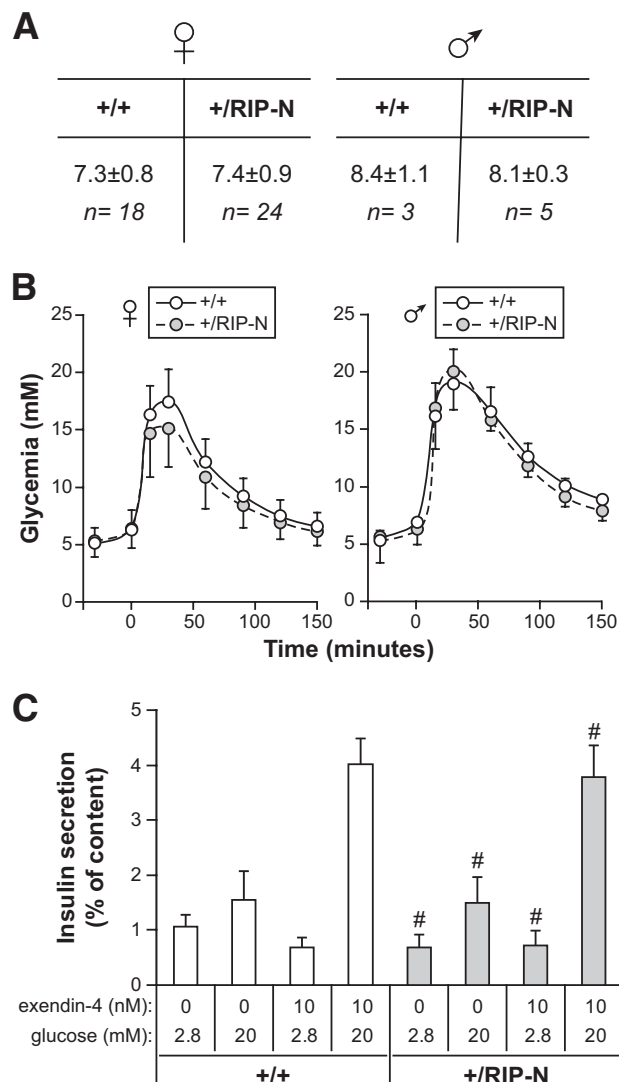 A
♀ ♂
+/+ +/RIP-N +/+ +/RIP-N
7.3±0.8 7.4±0.9 8.4±1.1 8.1±0.3
n= 18 n= 24 n= 3 n= 5
B
♀ +/+ ♂ +/+
+/RIP-N +/RIP-N
25 25
20 20
15 15
10 10
5 5
0 0
Glycemia (mM)
0 50 100 150 0 50 100 150
Time (minutes)
C
5
4
3
2
1
0
Insulin secretion
(% of content)
# # # #
exendin-4 (nM): 0 0 10 10 0 0 10 10
glucose (mM): 2.8 20 2.8 20 2.8 20 2.8 20
+/+ +/RIP-N